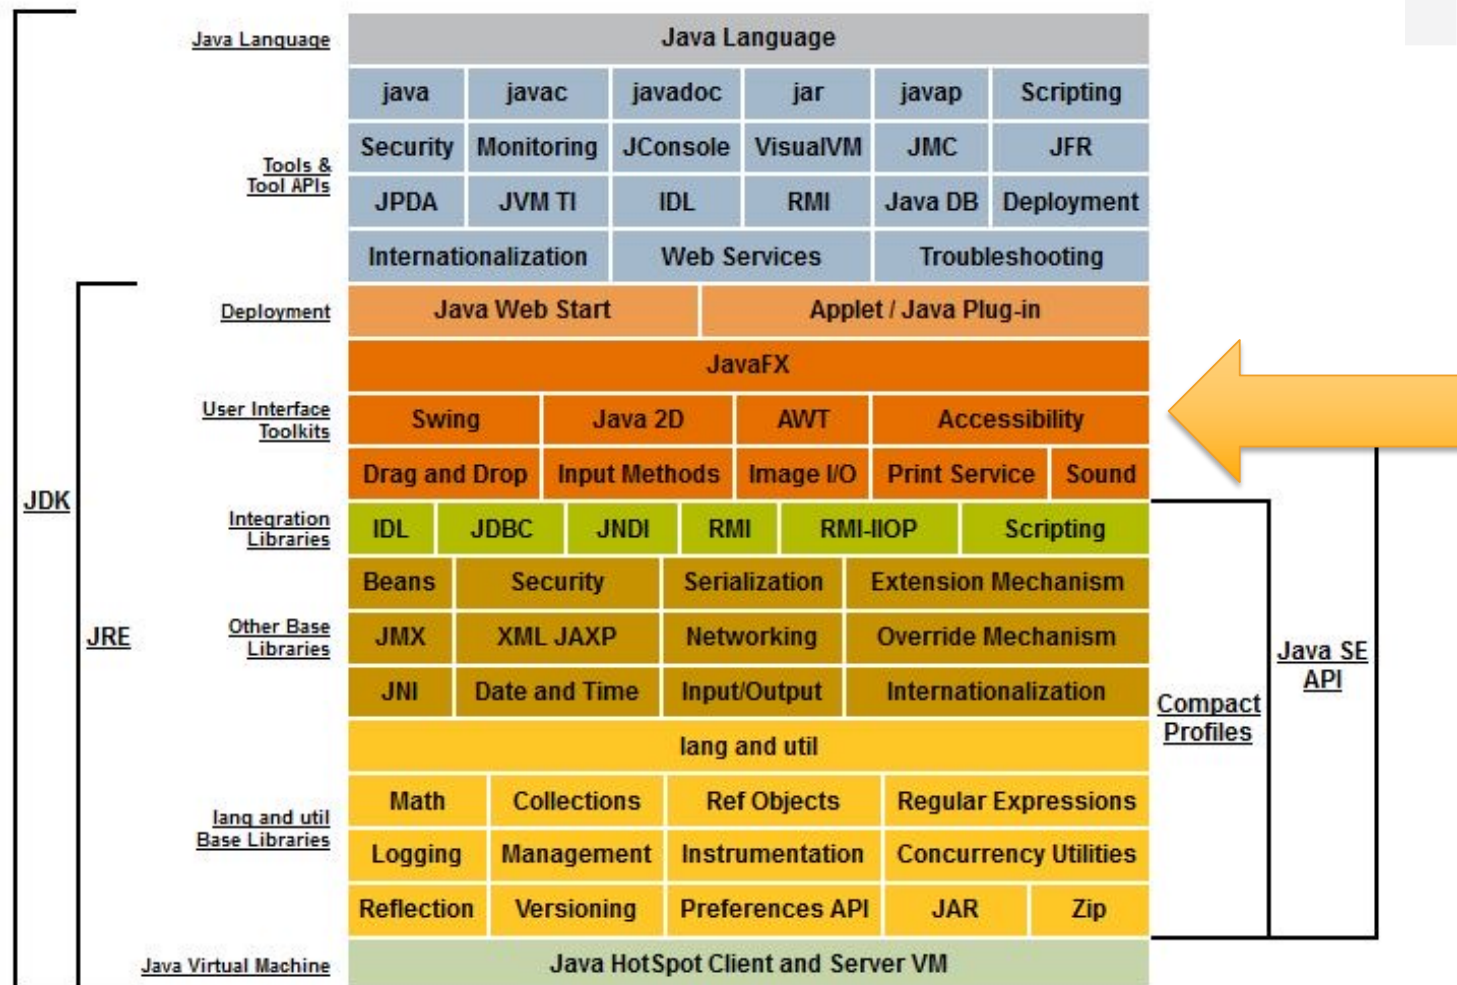 Java Language
Java Language
java javac javadoc jar javap Scripting
Security Monitoring JConsole VisualVM JMC JFR
Tools &
Tool APIs
JPDA JVM TI IDL RMI Java DB Deployment
Internationalization Web Services Troubleshooting
Deployment
Java Web Start Applet / Java Plug-in
JavaFX
User Interface
Toolkits
Swing Java 2D AWT Accessibility
Drag and Drop Input Methods Image I/O Print Service Sound
JDK
Integration
Libraries
IDL JDBC JNDI RMI RMI-IIOP Scripting
Beans Security Serialization Extension Mechanism
JRE
Other Base
Libraries
JMX XML JAXP Networking Override Mechanism
Java SE
API
JNI Date and Time Input/Output Internationalization
Compact
Profiles
lang and util
Math Collections Ref Objects Regular Expressions
lang and util
Base Libraries
Logging Management Instrumentation Concurrency Utilities
Reflection Versioning Preferences API JAR Zip
Java Virtual Machine
Java HotSpot Client and Server VM